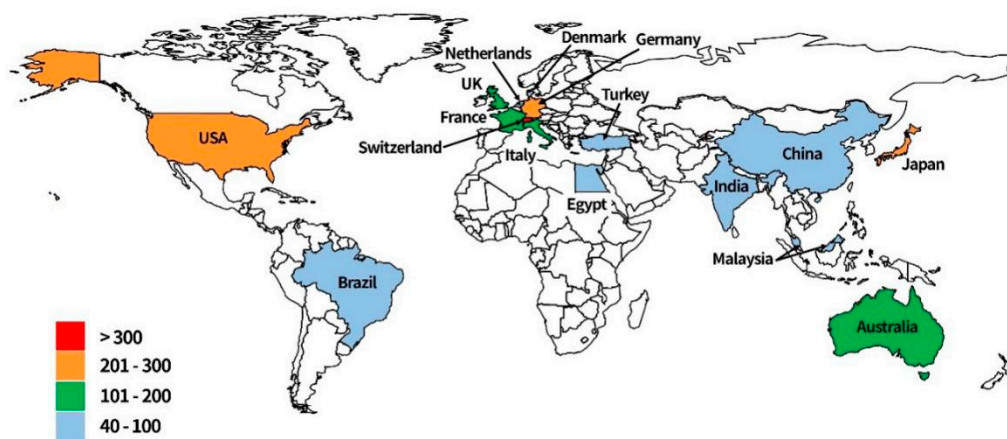 Netherlands
Denmark
Germany
UK
Turkey
USA
France
Switzerland
Italy
China
Japan
India
Egypt
Malaysia
Brazil
Australia
> 300
201 - 300
101 - 200
40 - 100